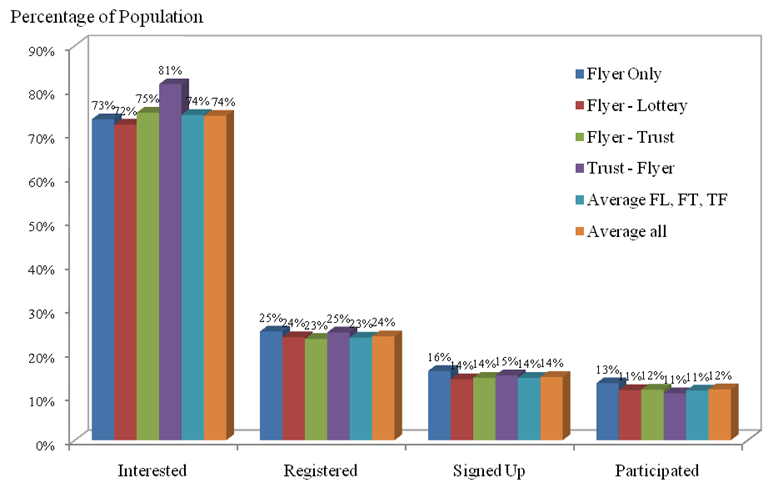 Percentage of Population
90%
80%
70%
60%
50%
40%
30%
20%
10%
0%
73% 72% 75% 81% 74% 74%
25% 24% 23% 25% 23% 24%
16% 14% 14% 15% 14% 14%
13% 11% 12% 11% 11% 12%
Interested Registered Signed Up Participated
Flyer Only
Flyer - Lottery
Flyer - Trust
Trust - Flyer
Average FL, FT, TF
Average all